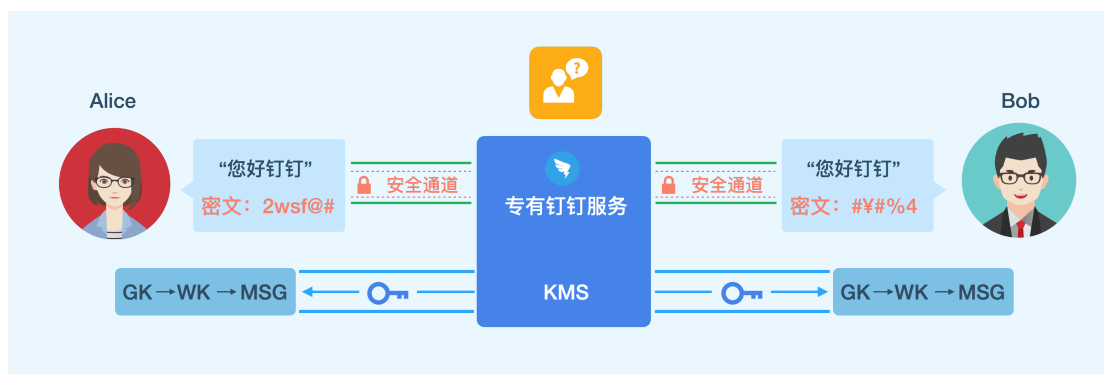 Alice
Bob
?
“您好钉钉”
密文：2wsf@#
安全通道
专有钉钉服务
安全通道
“您好钉钉”
密文：#¥#%4
GK→WK→MSG
KMS
GK→WK→MSG